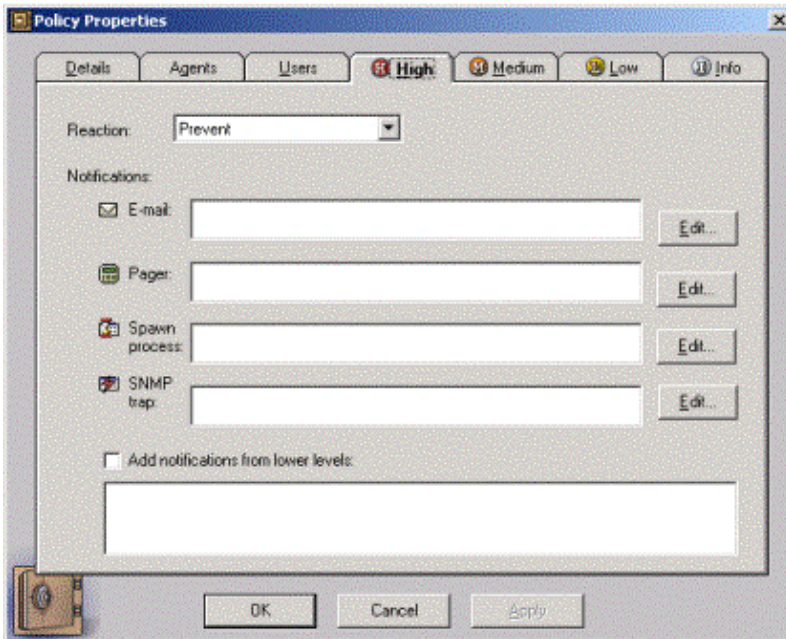 Policy Properties
Details Agents Users High Medium Low Info
Reaction: Prevent
Notifications:
E-mail: Edit...
Pager: Edit...
Spawn process: Edit...
SNMP trap: Edit...
Add notifications from lower levels:
OK Cancel Apply